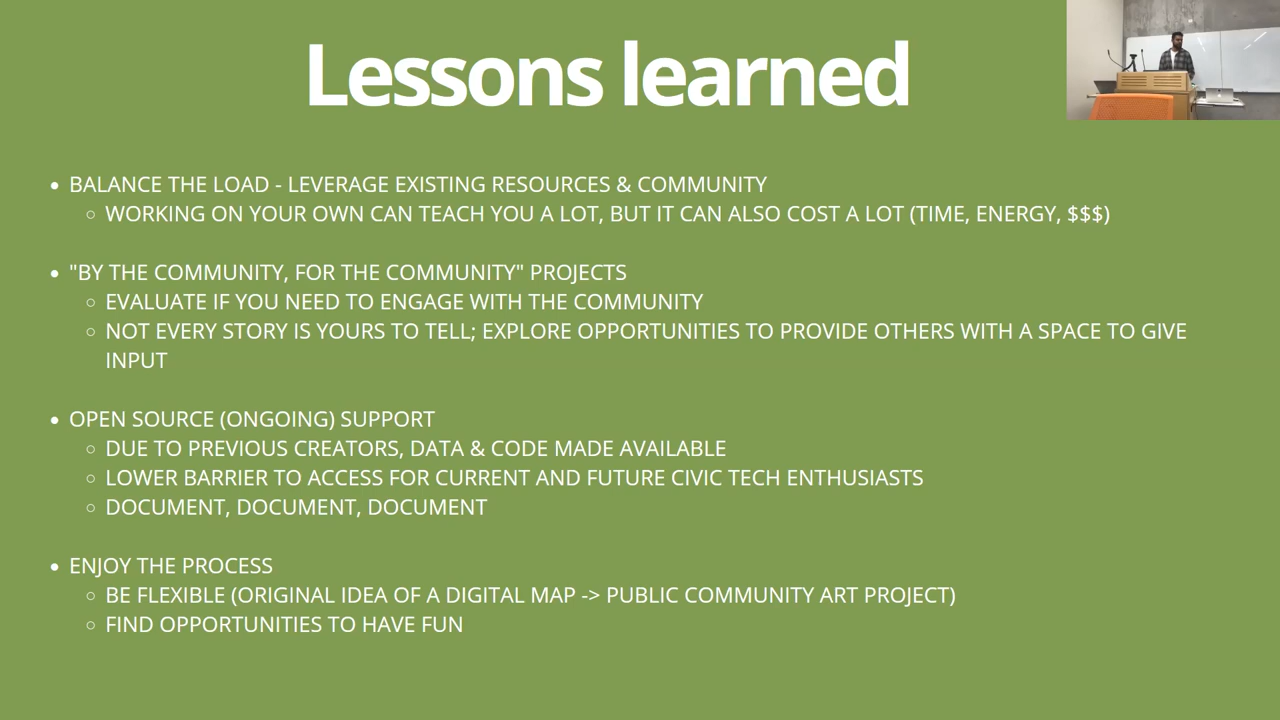 Lessons learned
• BALANCE THE LOAD - LEVERAGE EXISTING RESOURCES & COMMUNITY
○ WORKING ON YOUR OWN CAN TEACH YOU A LOT, BUT IT CAN ALSO COST A LOT (TIME, ENERGY, $$$)
• "BY THE COMMUNITY, FOR THE COMMUNITY" PROJECTS
○ EVALUATE IF YOU NEED TO ENGAGE WITH THE COMMUNITY
○ NOT EVERY STORY IS YOURS TO TELL; EXPLORE OPPORTUNITIES TO PROVIDE OTHERS WITH A SPACE TO GIVE
INPUT
• OPEN SOURCE (ONGOING) SUPPORT
○ DUE TO PREVIOUS CREATORS, DATA & CODE MADE AVAILABLE
○ LOWER BARRIER TO ACCESS FOR CURRENT AND FUTURE CIVIC TECH ENTHUSIASTS
○ DOCUMENT, DOCUMENT, DOCUMENT
• ENJOY THE PROCESS
○ BE FLEXIBLE (ORIGINAL IDEA OF A DIGITAL MAP -> PUBLIC COMMUNITY ART PROJECT)
○ FIND OPPORTUNITIES TO HAVE FUN